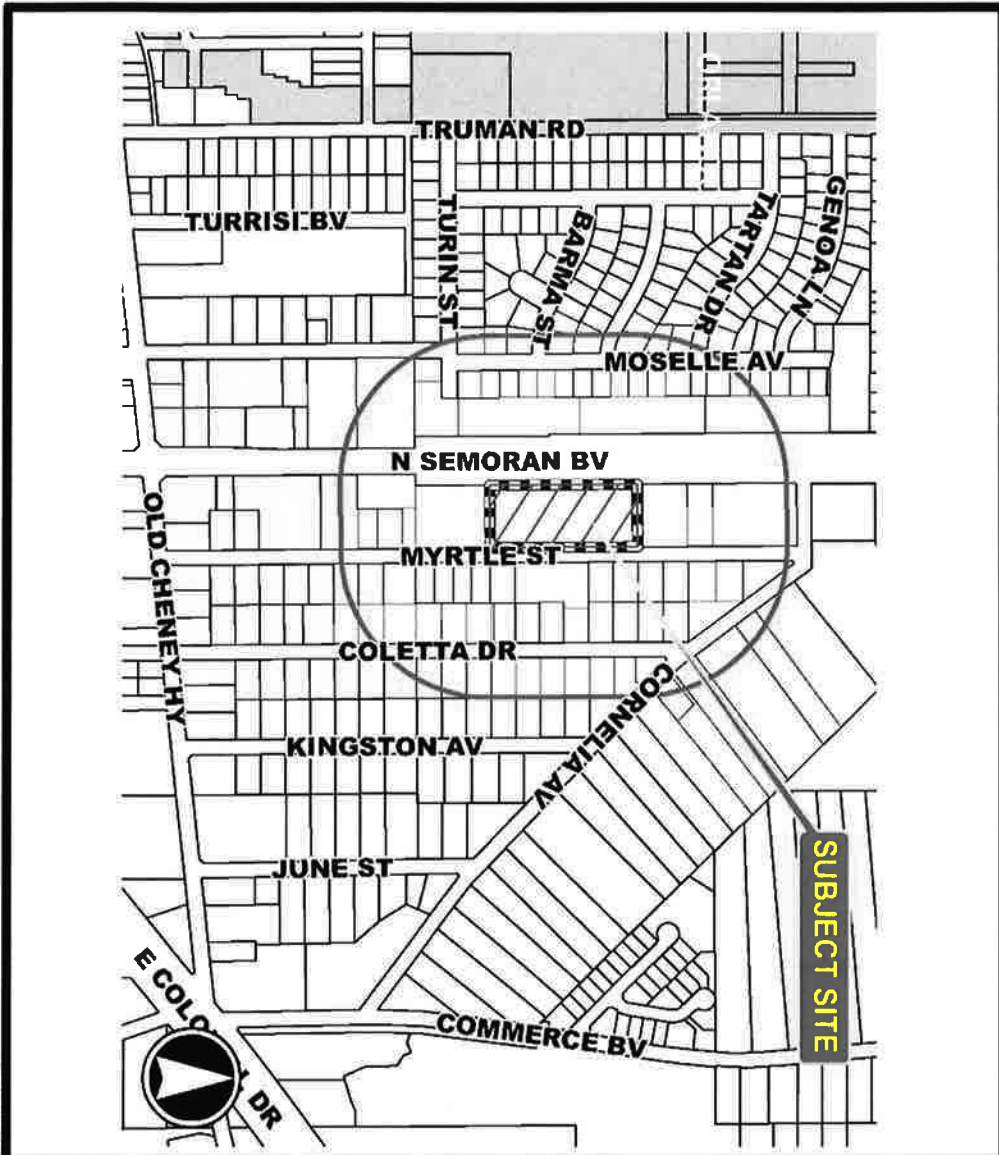 TRUMAN RD
TURRISI BV
TURIN ST
BARMA ST
TARTAN DR
GENOA LN
MOSELLE AV
N SEMORAN BV
OLD CHENEY HY
MYRTLE ST
COLETTA DR
CORNELIA AV
KINGSTON AV
JUNE ST
SUBJECT SITE
E COLO L DR
COMMERCE BV